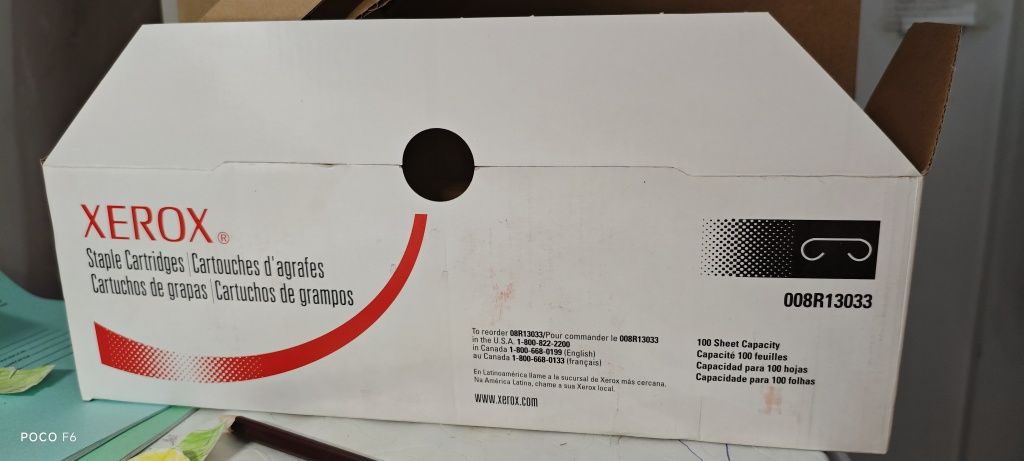 XEROX®
Staple Cartridges | Cartouches d'agrafes
Cartuchos de grapas | Cartuchos de grampos
008R13033
To reorder 08R13033/Pour commander le 008R13033
in the U.S.A. 1-800-822-2200
in Canada 1-800-668-0199 (English)
au Canada 1-800-668-0133 (français)
En Latinoamérica llame a la sucursal de Xerox más cercana.
Na América Latina, chame a sua Xerox local.
www.xerox.com
100 Sheet Capacity
Capacité 100 feuilles
Capacidad para 100 hojas
Capacidade para 100 folhas
POCO F6